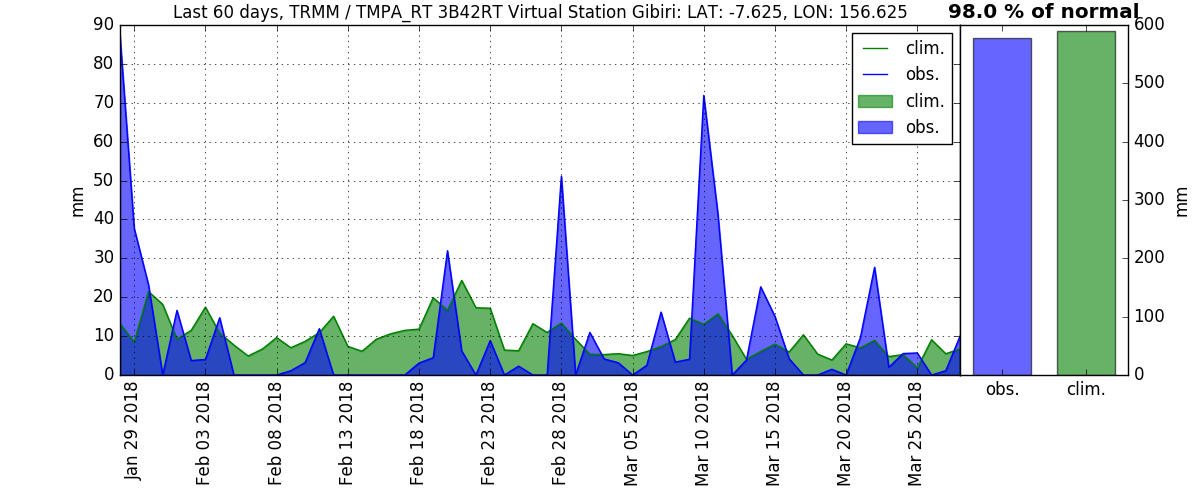 Last 60 days, TRMM / TMPA_RT 3B42RT Virtual Station Gibiri: LAT: -7.625, LON: 156.625
98.0 % of normal
90
80
70
60
50
40
30
20
10
0
mm
clim.
obs.
clim.
obs.
Jan 29 2018
Feb 03 2018
Feb 08 2018
Feb 13 2018
Feb 18 2018
Feb 23 2018
Feb 28 2018
Mar 05 2018
Mar 10 2018
Mar 15 2018
Mar 20 2018
Mar 25 2018
600
500
400
300
200
100
0
mm
obs.
clim.